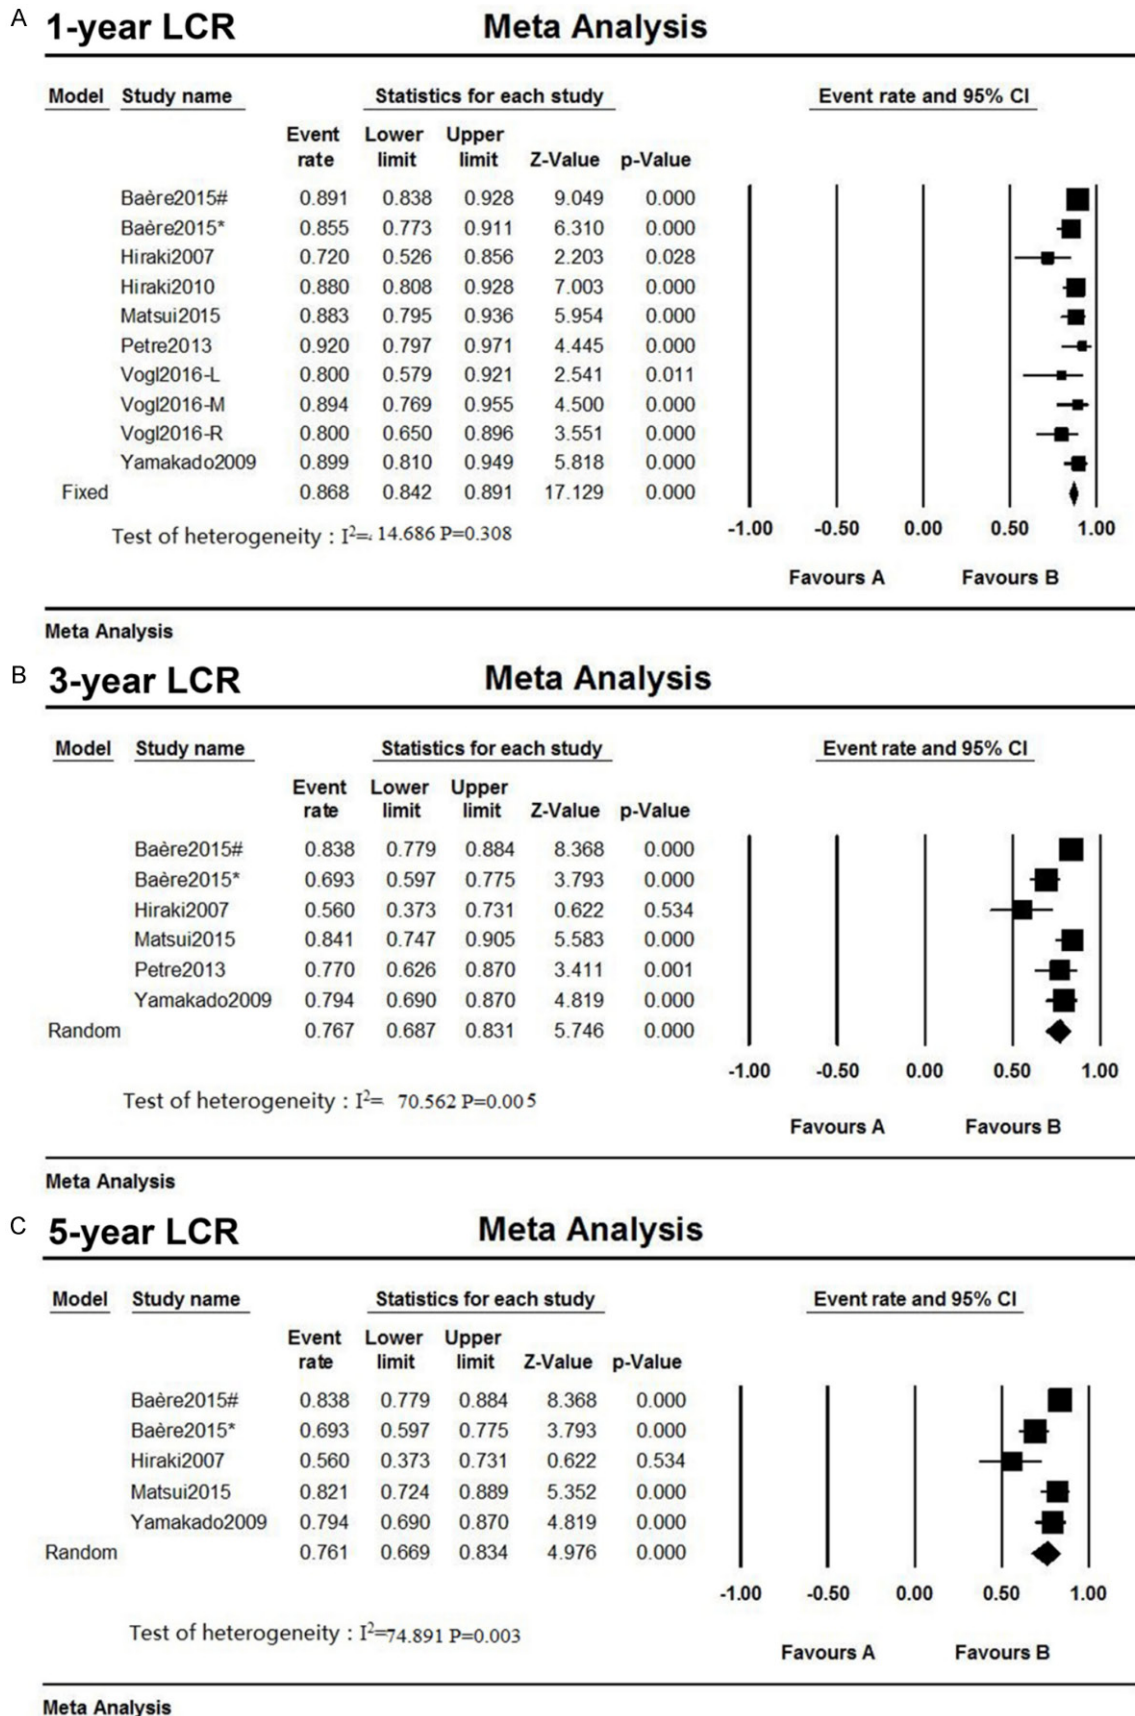 A 1-year LCR Meta Analysis
Model Study name Statistics for each study Event rate and 95% CI
Event Lower Upper
rate limit limit Z-Value p-Value
Baère2015# 0.891 0.838 0.928 9.049 0.000
Baère2015* 0.855 0.773 0.911 6.310 0.000
Hiraki2007 0.720 0.526 0.856 2.203 0.028
Hiraki2010 0.880 0.808 0.928 7.003 0.000
Matsui2015 0.883 0.795 0.936 5.954 0.000
Petre2013 0.920 0.797 0.971 4.445 0.000
Vogl2016-L 0.800 0.579 0.921 2.541 0.011
Vogl2016-M 0.894 0.769 0.955 4.500 0.000
Vogl2016-R 0.800 0.650 0.896 3.551 0.000
Yamakado2009 0.899 0.810 0.949 5.818 0.000
Fixed 0.868 0.842 0.891 17.129 0.000
-1.00 -0.50 0.00 0.50 1.00
Test of heterogeneity : I²= 14.686 P=0.308
Favours A Favours B
Meta Analysis
B 3-year LCR Meta Analysis
Model Study name Statistics for each study Event rate and 95% CI
Event Lower Upper
rate limit limit Z-Value p-Value
Baère2015# 0.838 0.779 0.884 8.368 0.000
Baère2015* 0.693 0.597 0.775 3.793 0.000
Hiraki2007 0.560 0.373 0.731 0.622 0.534
Matsui2015 0.841 0.747 0.905 5.583 0.000
Petre2013 0.770 0.626 0.870 3.411 0.001
Yamakado2009 0.794 0.690 0.870 4.819 0.000
Random 0.767 0.687 0.831 5.746 0.000
-1.00 -0.50 0.00 0.50 1.00
Test of heterogeneity : I²= 70.562 P=0.005
Favours A Favours B
Meta Analysis
C 5-year LCR Meta Analysis
Model Study name Statistics for each study Event rate and 95% CI
Event Lower Upper
rate limit limit Z-Value p-Value
Baère2015# 0.838 0.779 0.884 8.368 0.000
Baère2015* 0.693 0.597 0.775 3.793 0.000
Hiraki2007 0.560 0.373 0.731 0.622 0.534
Matsui2015 0.821 0.724 0.889 5.352 0.000
Yamakado2009 0.794 0.690 0.870 4.819 0.000
Random 0.761 0.669 0.834 4.976 0.000
-1.00 -0.50 0.00 0.50 1.00
Test of heterogeneity : I²=74.891 P=0.003
Favours A Favours B
Meta Analysis